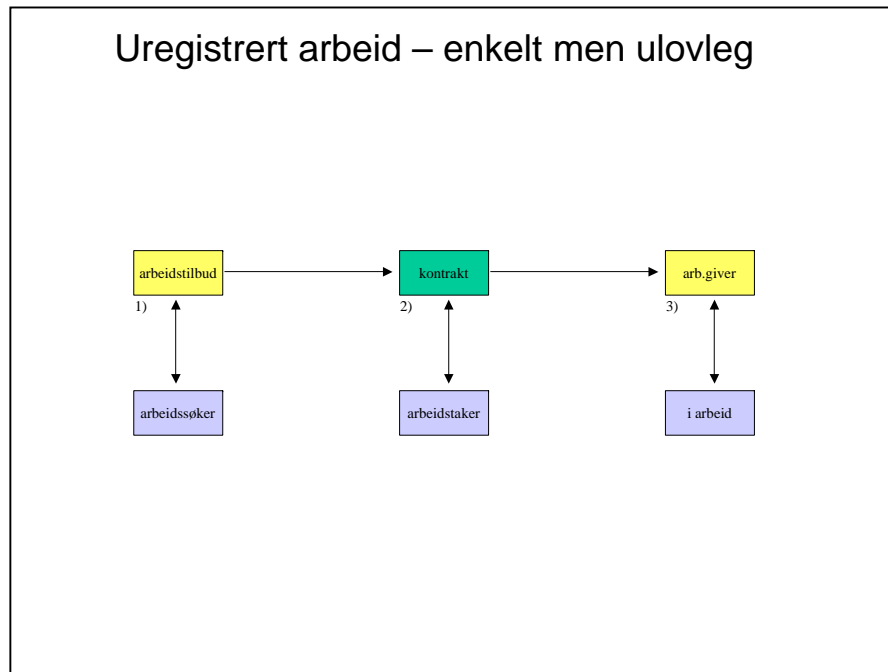 Uregistrert arbeid – enkelt men ulovleg
arbeidstilbud
kontrakt
arb.giver
1)
2)
3)
arbeidssøker
arbeidstaker
i arbeid